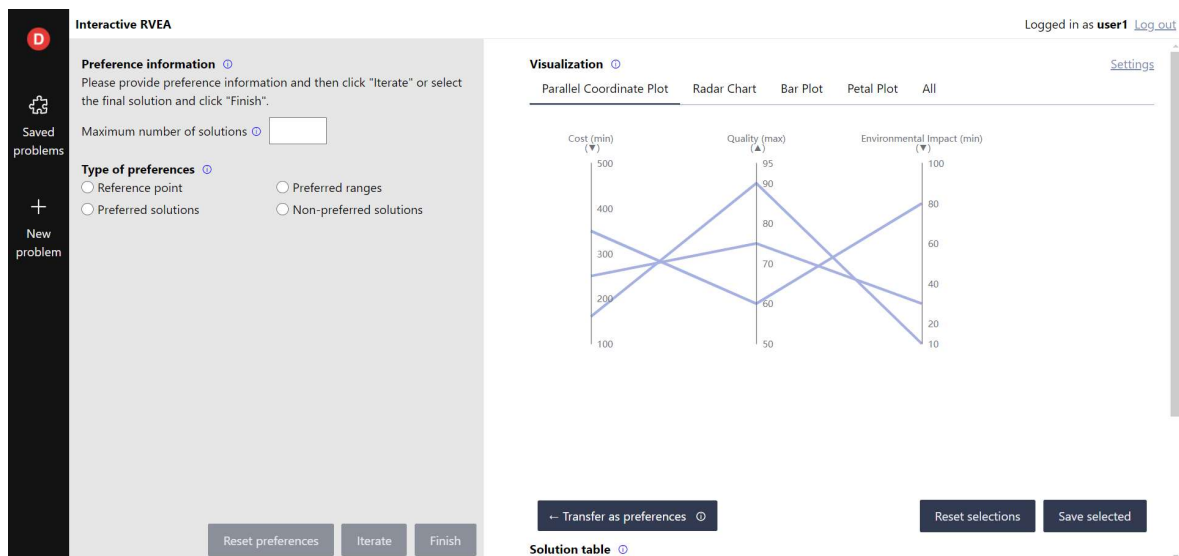 Interactive RVEA
Logged in as user1 Log out
D
Saved
problems
New
problem
Preference information
Please provide preference information and then click "Iterate" or select
the final solution and click "Finish".
Maximum number of solutions
Type of preferences
Reference point
Preferred ranges
Preferred solutions
Non-preferred solutions
Reset preferences
Iterate
Finish
Visualization
Settings
Parallel Coordinate Plot
Radar Chart
Bar Plot
Petal Plot
All
Cost (min)
(▼)
500
400
300
200
100
Quality (max)
(▲)
95
90
80
70
60
50
Environmental Impact (min)
(▼)
100
80
60
40
20
10
← Transfer as preferences
Reset selections
Save selected
Solution table